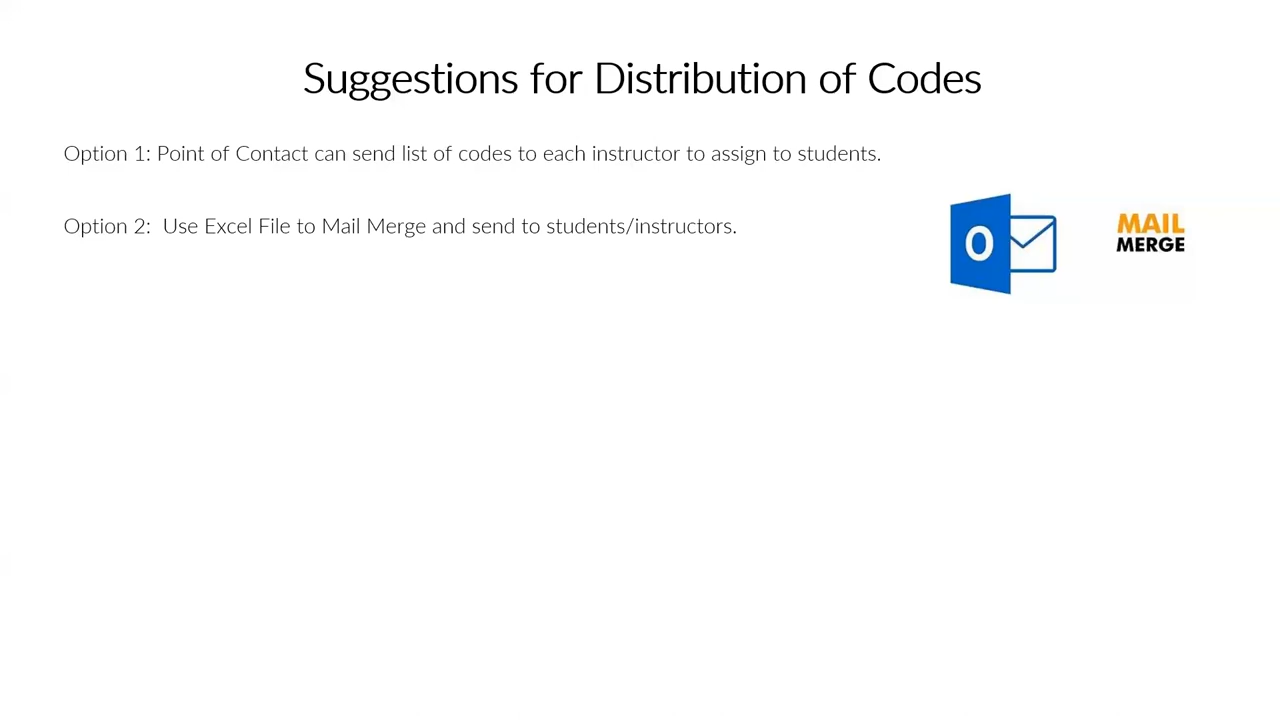 Suggestions for Distribution of Codes
Option 1: Point of Contact can send list of codes to each instructor to assign to students.
Option 2:  Use Excel File to Mail Merge and send to students/instructors.
O
MAIL
MERGE